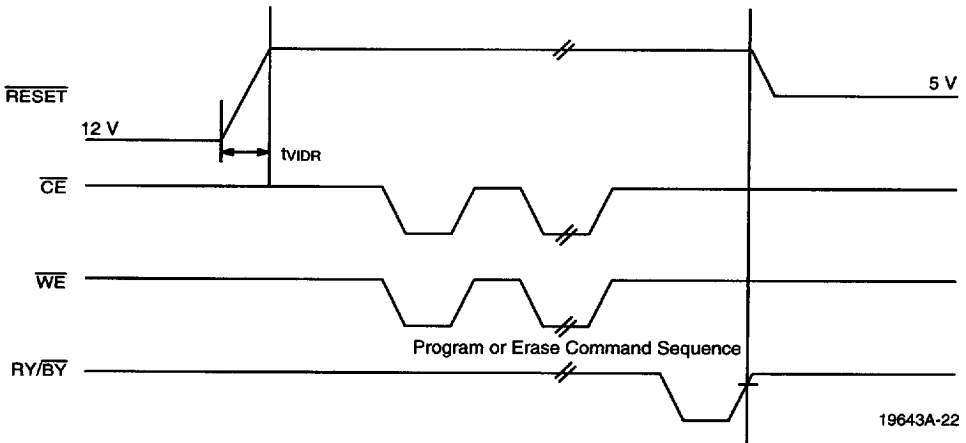 RESET
12 V
5 V
tVIDR
CE
WE
Program or Erase Command Sequence
RY/BY
19643A-22